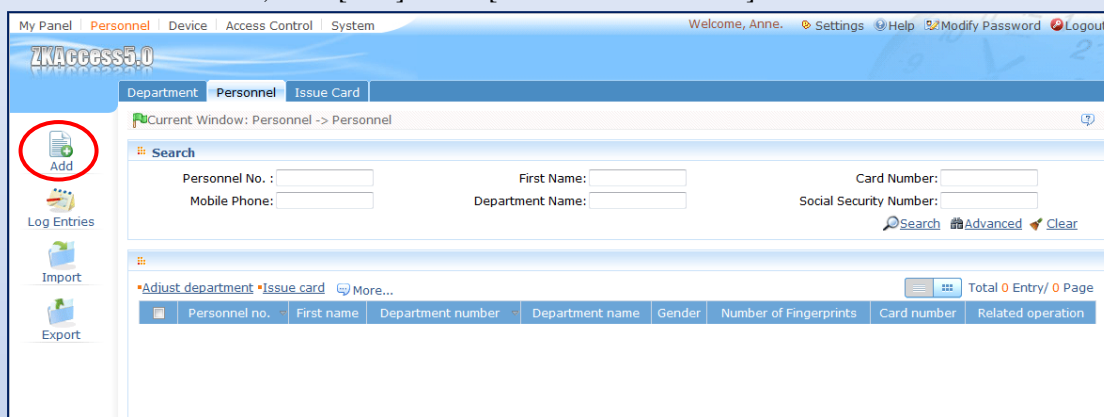 My Panel Personnel Device Access Control System Welcome, Anne. Settings Help Modify Password Logout
ZKAccess5.0
Department Personnel Issue Card
Current Window: Personnel -> Personnel
Add
Log Entries
Import
Export
Search
Personnel No. : First Name: Card Number:
Mobile Phone: Department Name: Social Security Number:
Search Advanced Clear
Adjust department Issue card More... Total 0 Entry/ 0 Page
Personnel no. First name Department number Department name Gender Number of Fingerprints Card number Related operation